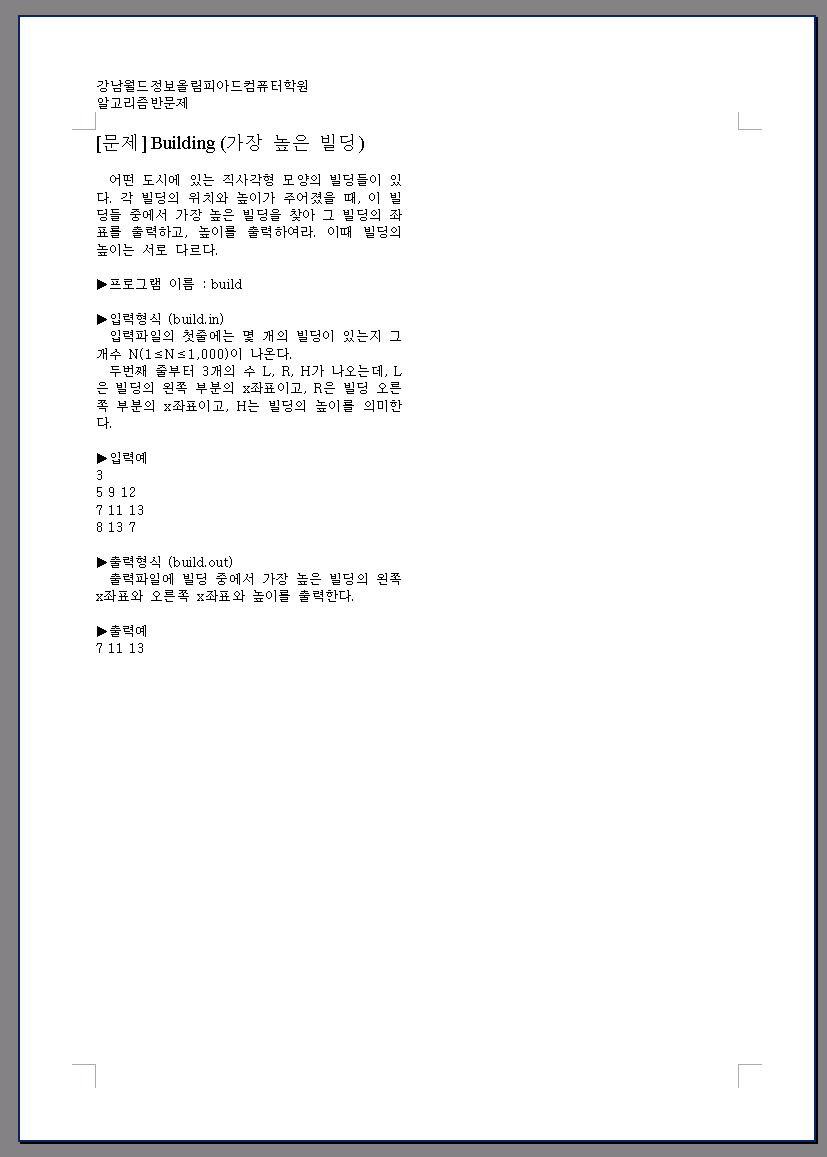 강남월드정보올림피아드컴퓨터학원
알고리즘반문제
[문제] Building (가장 높은 빌딩)
어떤 도시에 있는 직사각형 모양의 빌딩들이 있
다. 각 빌딩의 위치와 높이가 주어졌을 때, 이 빌
딩들 중에서 가장 높은 빌딩을 찾아 그 빌딩의 좌
표를 출력하고, 높이를 출력하여라. 이때 빌딩의
높이는 서로 다르다.
▶프로그램 이름 : build
▶입력형식 (build.in)
입력파일의 첫줄에는 몇 개의 빌딩이 있는지 그
개수 N(1≤N≤1,000)이 나온다.
두번째 줄부터 3개의 수 L, R, H가 나오는데, L
은 빌딩의 왼쪽 부분의 x좌표이고, R은 빌딩 오른
쪽 부분의 x좌표이고, H는 빌딩의 높이를 의미한
다.
▶입력예
3
5 9 12
7 11 13
8 13 7
▶출력형식 (build.out)
출력파일에 빌딩 중에서 가장 높은 빌딩의 왼쪽
x좌표와 오른쪽 x좌표와 높이를 출력한다.
▶출력예
7 11 13